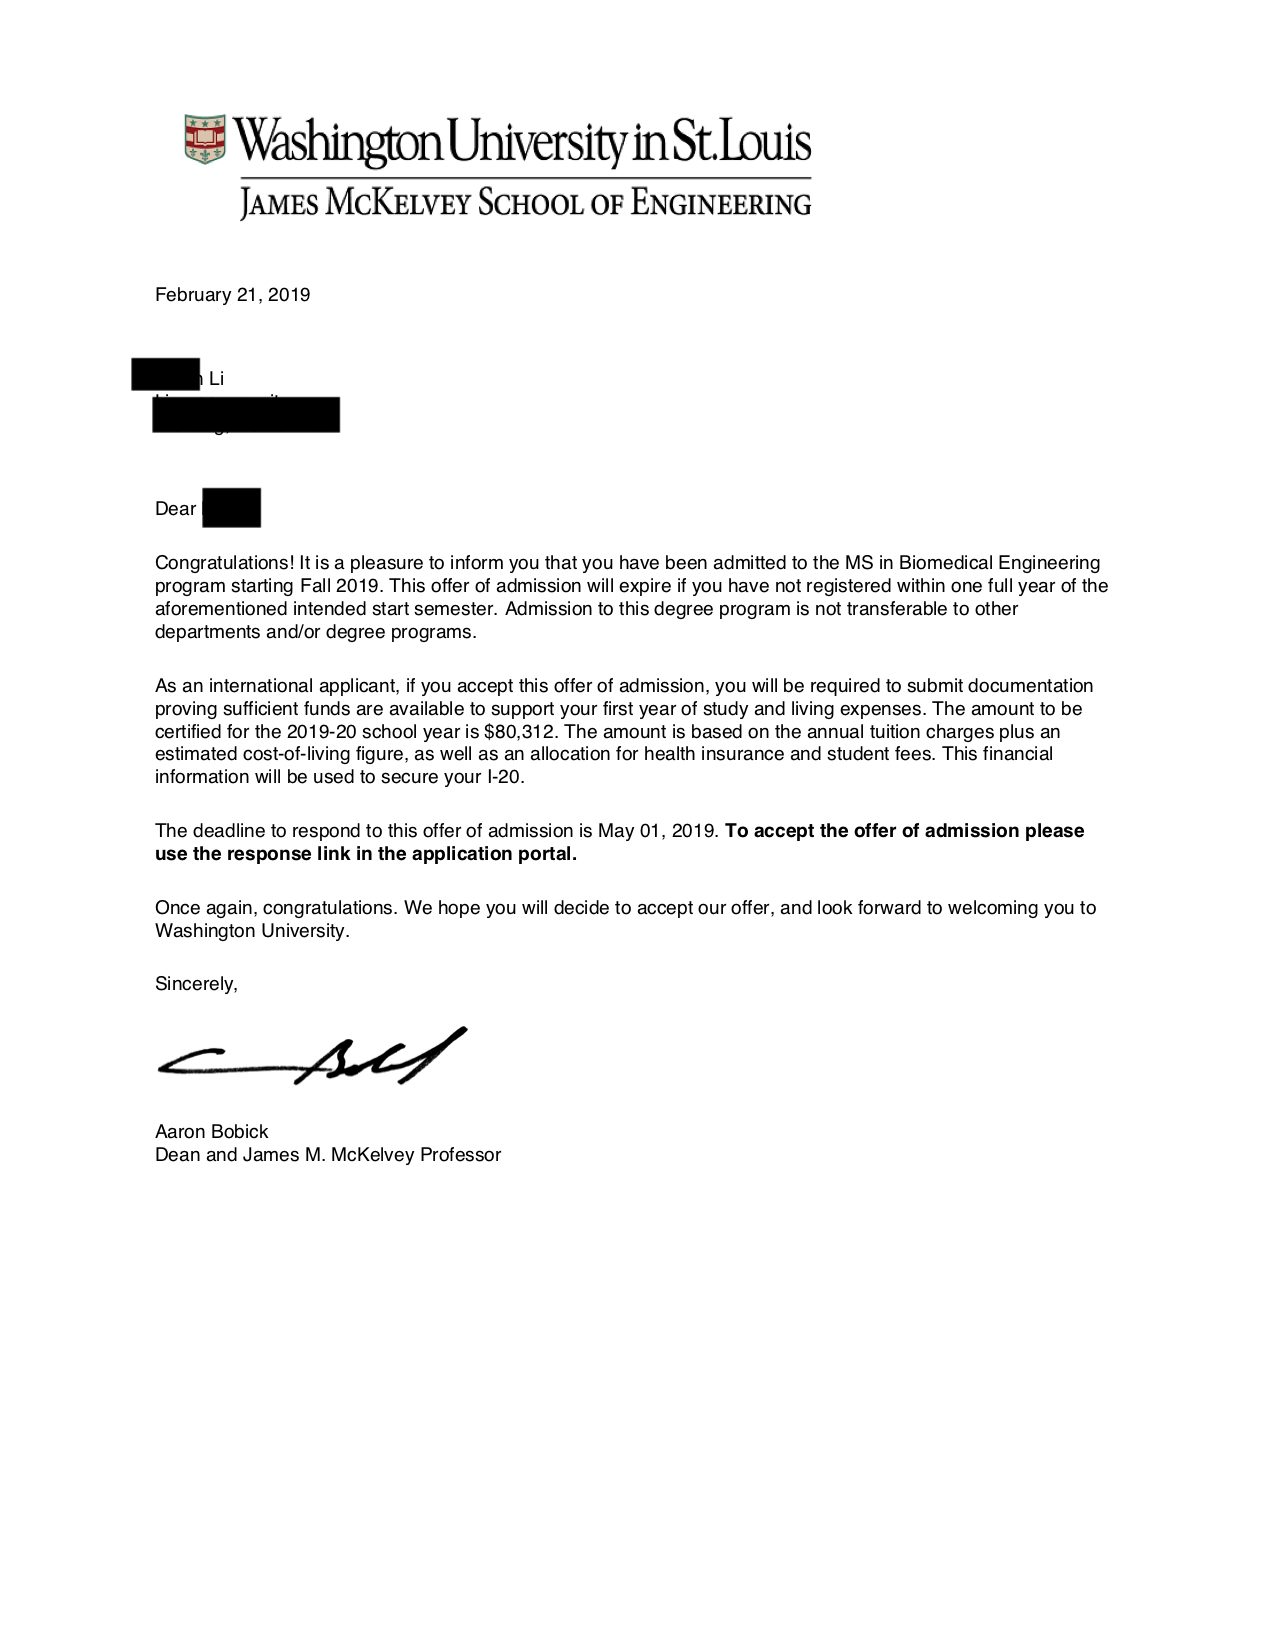 Washington University in St. Louis
JAMES MCKELVEY SCHOOL OF ENGINEERING
February 21, 2019
Li
Dear
Congratulations! It is a pleasure to inform you that you have been admitted to the MS in Biomedical Engineering
program starting Fall 2019. This offer of admission will expire if you have not registered within one full year of the
aforementioned intended start semester. Admission to this degree program is not transferable to other
departments and/or degree programs.
As an international applicant, if you accept this offer of admission, you will be required to submit documentation
proving sufficient funds are available to support your first year of study and living expenses. The amount to be
certified for the 2019-20 school year is $80,312. The amount is based on the annual tuition charges plus an
estimated cost-of-living figure, as well as an allocation for health insurance and student fees. This financial
information will be used to secure your I-20.
The deadline to respond to this offer of admission is May 01, 2019. To accept the offer of admission please
use the response link in the application portal.
Once again, congratulations. We hope you will decide to accept our offer, and look forward to welcoming you to
Washington University.
Sincerely,
Aaron Bobick
Dean and James M. McKelvey Professor